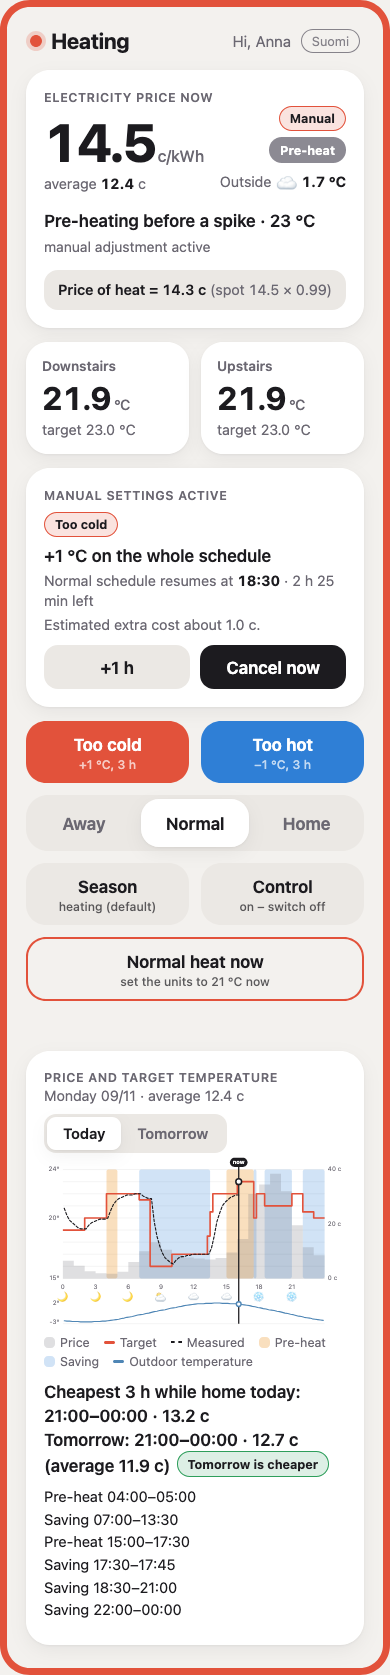 Heating
Hi, Anna
Suomi
ELECTRICITY PRICE NOW
14.5 c/kWh
Manual
Pre-heat
average 12.4 c
Outside ☁️ 1.7 °C
Pre-heating before a spike · 23 °C
manual adjustment active
Price of heat = 14.3 c (spot 14.5 × 0.99)
Downstairs
21.9 °C
target 23.0 °C
Upstairs
21.9 °C
target 23.0 °C
MANUAL SETTINGS ACTIVE
Too cold
+1 °C on the whole schedule
Normal schedule resumes at 18:30 · 2 h 25
min left
Estimated extra cost about 1.0 c.
+1 h
Cancel now
Too cold
+1 °C, 3 h
Too hot
−1 °C, 3 h
Away
Normal
Home
Season
heating (default)
Control
on – switch off
Normal heat now
set the units to 21 °C now
PRICE AND TARGET TEMPERATURE
Monday 09/11 · average 12.4 c
Today
Tomorrow
now
24°
40 c
20°
20 c
15°
0 c
0 3 6 9 12 15 18 21
2°
-3°
Price
Target
Measured
Pre-heat
Saving
Outdoor temperature
Cheapest 3 h while home today:
21:00–00:00 · 13.2 c
Tomorrow: 21:00–00:00 · 12.7 c
(average 11.9 c) Tomorrow is cheaper
Pre-heat 04:00–05:00
Saving 07:00–13:30
Pre-heat 15:00–17:30
Saving 17:30–17:45
Saving 18:30–21:00
Saving 22:00–00:00